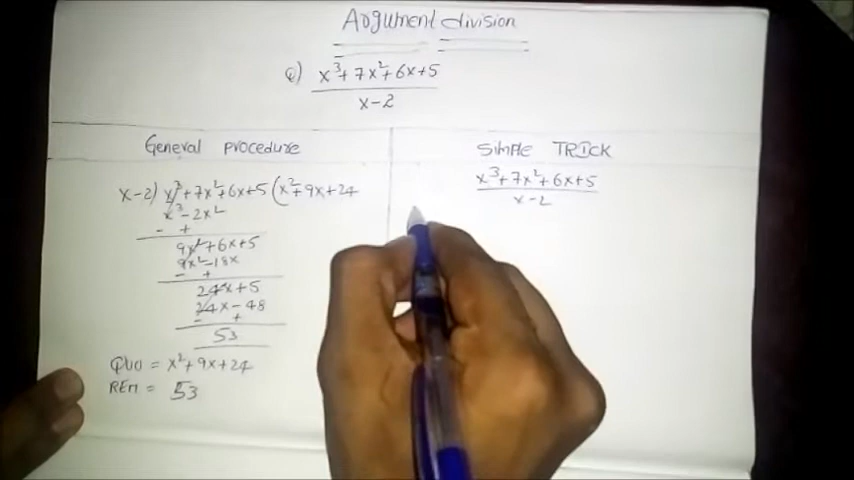 Argument division
Q) x³+7x²+6x+5
x-2
General procedure
x-2) x³+7x²+6x+5 (x²+9x+24
x³-2x²
- +
9x²+6x+5
9x²-18x
- +
24x+5
24x-48
- +
53
QUO = x²+9x+24
REM = 53
SimPLe TRICK
x³+7x²+6x+5
x-2